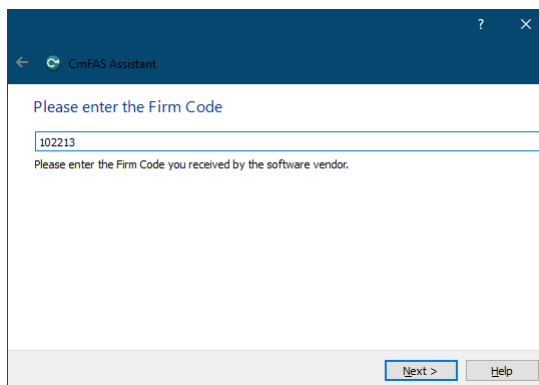 ?
CmFAS Assistant
Please enter the Firm Code
102213
Please enter the Firm Code you received by the software vendor.
Next >
Help